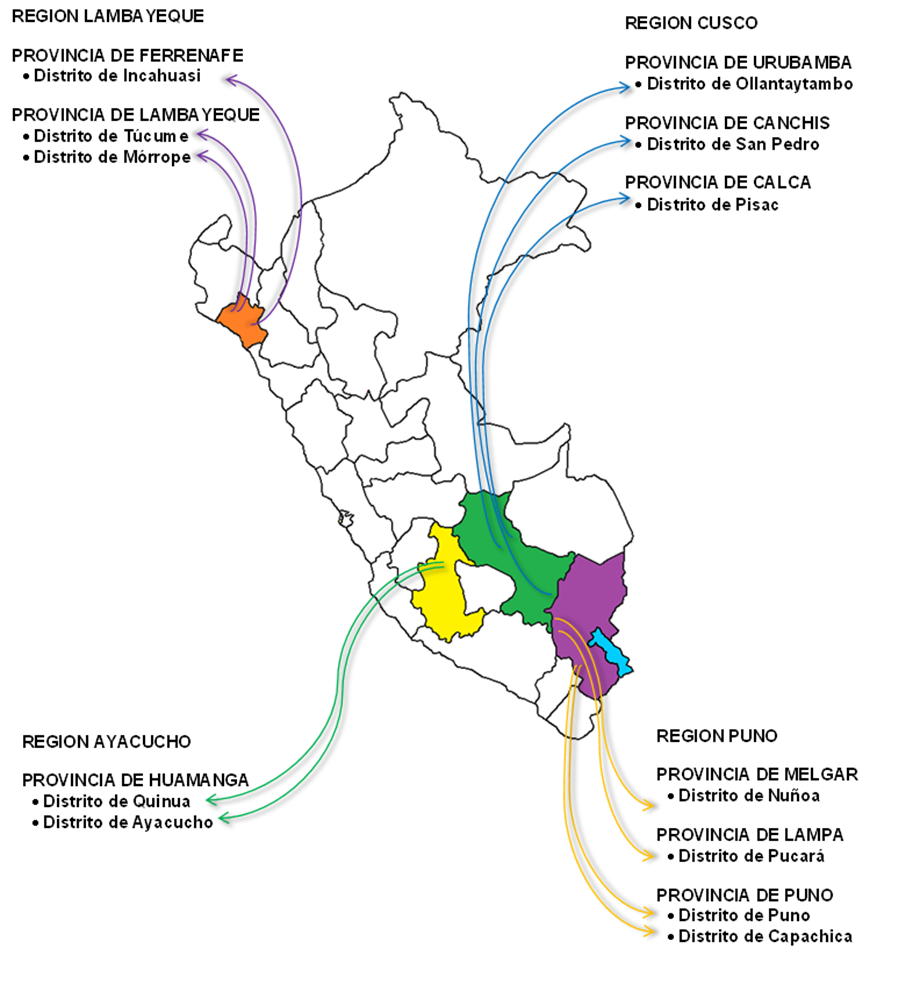 REGION LAMBAYEQUE
PROVINCIA DE FERRENAFE
• Distrito de Incahuasi
PROVINCIA DE LAMBAYEQUE
• Distrito de Túcume
• Distrito de Mórrope
REGION CUSCO
PROVINCIA DE URUBAMBA
• Distrito de Ollantaytambo
PROVINCIA DE CANCHIS
• Distrito de San Pedro
PROVINCIA DE CALCA
• Distrito de Pisac
REGION AYACUCHO
PROVINCIA DE HUAMANGA
• Distrito de Quinua
• Distrito de Ayacucho
REGION PUNO
PROVINCIA DE MELGAR
• Distrito de Nuñoa
PROVINCIA DE LAMPA
• Distrito de Pucará
PROVINCIA DE PUNO
• Distrito de Puno
• Distrito de Capachica